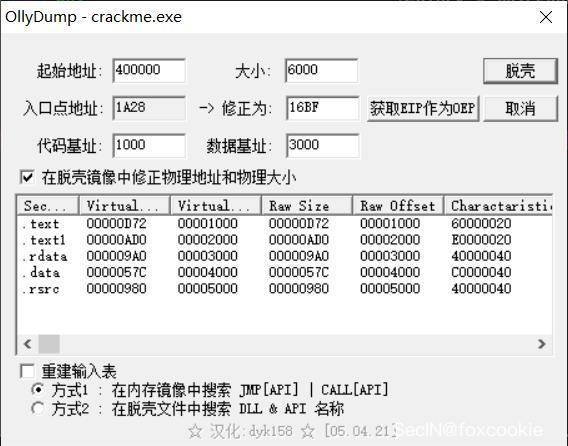 OllyDump - crackme.exe
起始地址: 400000 大小: 6000 脱壳
入口点地址: 1A28 -> 修正为: 16BF 获取EIP作为OEP 取消
代码基址: 1000 数据基址: 3000
在脱壳镜像中修正物理地址和物理大小
Sec... Virtual... Virtual... Raw Size Raw Offset Charactaristi
.text 00000D72 00001000 00000D72 00001000 60000020
.text1 00000AD0 00002000 00000AD0 00002000 E0000020
.rdata 000009A0 00003000 000009A0 00003000 40000040
.data 0000057C 00004000 0000057C 00004000 C0000040
.rsrc 00000980 00005000 00000980 00005000 40000040
重建输入表
方式1 : 在内存镜像中搜索 JMP[API] | CALL[API]
方式2 : 在脱壳文件中搜索 DLL & API 名称
☆ 汉化:dyk158 ☆ [05.04.21]
SecIN@foxcookie